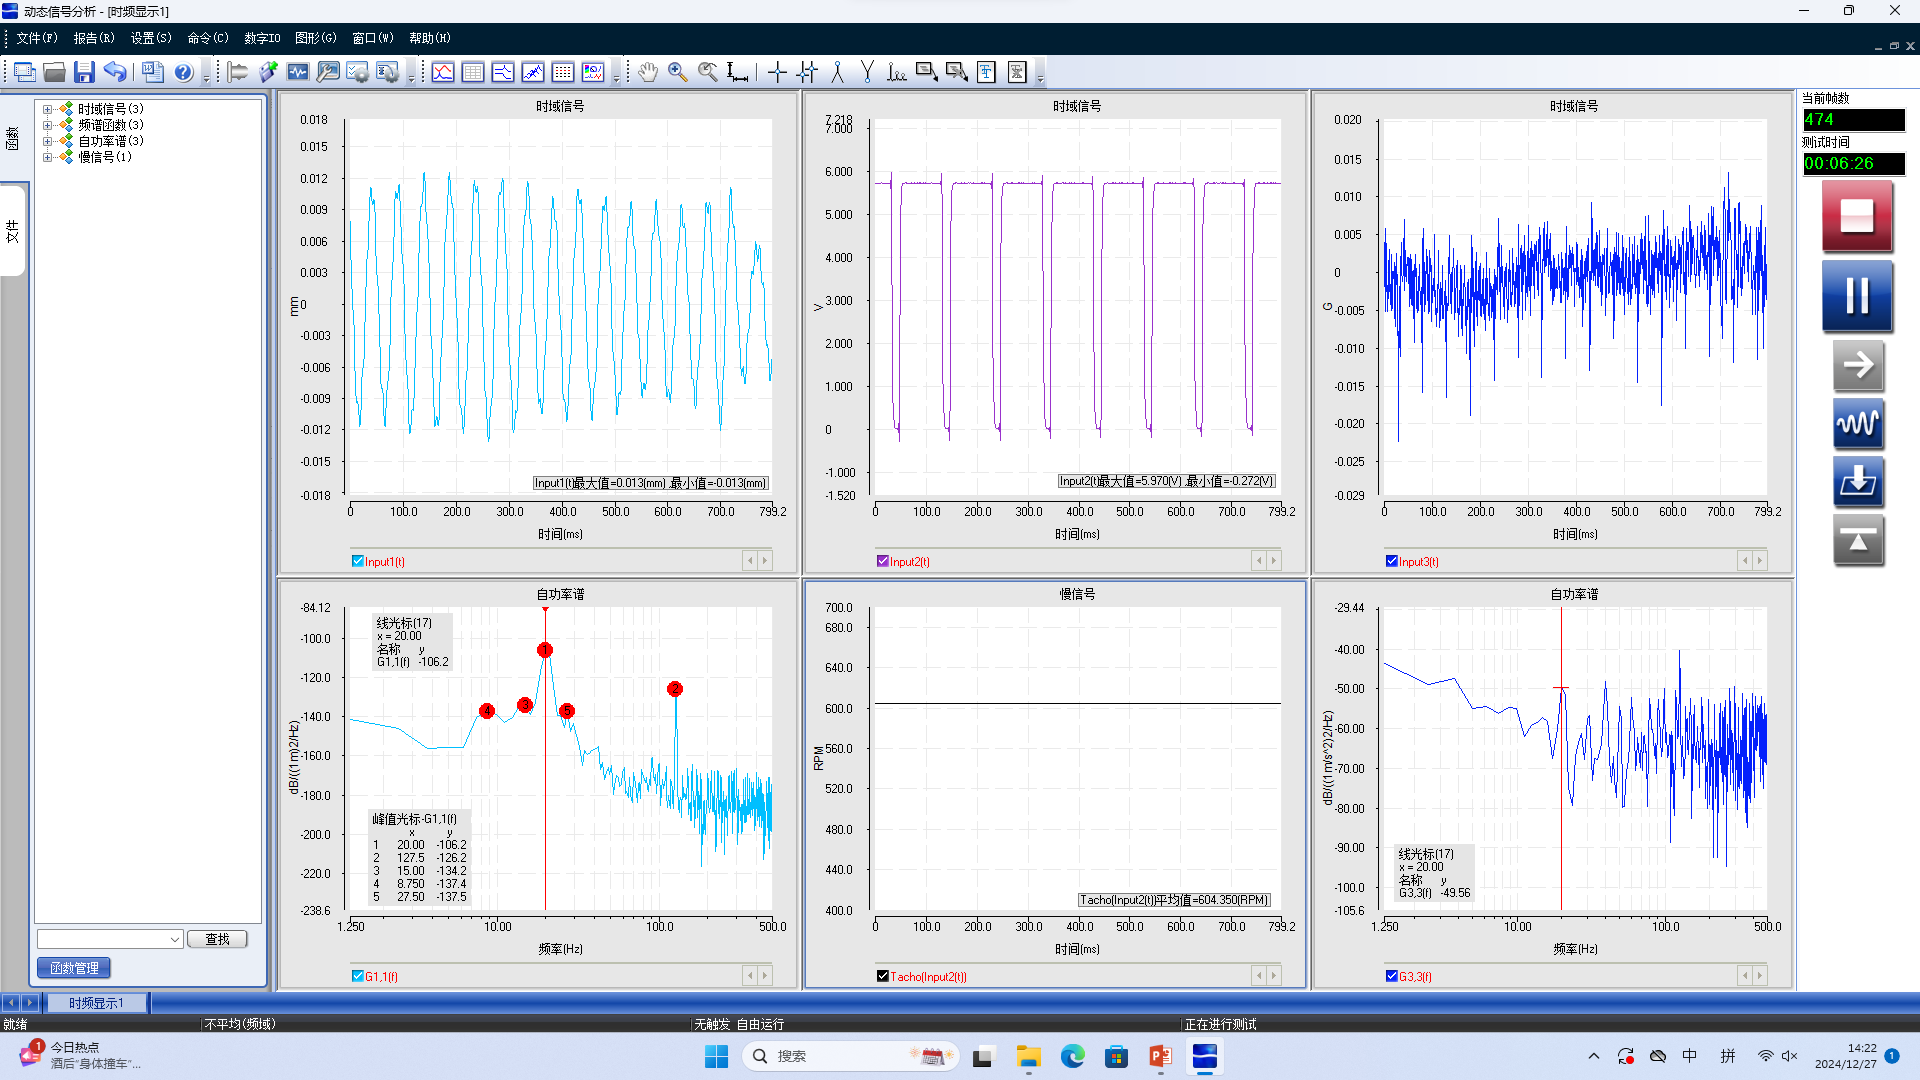 动态信号分析 - [时频显示1]
文件(F) 报告(R) 设置(S) 命令(C) 数字IO 图形(G) 窗口(W) 帮助(H)
函数
文件
时域信号(3)
频谱函数(3)
自功率谱(3)
慢信号(1)
查找
函数管理
时域信号
0.018
0.015
0.012
0.009
0.006
0.003
0
-0.003
-0.006
-0.009
-0.012
-0.015
-0.018
mm
Input1(t)最大值=0.013(mm) ,最小值=-0.013(mm)
0 100.0 200.0 300.0 400.0 500.0 600.0 700.0 799.2
时间(ms)
Input1(t)
时域信号
7.218
7.000
6.000
5.000
4.000
3.000
2.000
1.000
0
-1.000
-1.520
V
Input2(t)最大值=5.970(V) ,最小值=-0.272(V)
0 100.0 200.0 300.0 400.0 500.0 600.0 700.0 799.2
时间(ms)
Input2(t)
时域信号
0.020
0.015
0.010
0.005
0
-0.005
-0.010
-0.015
-0.020
-0.025
-0.029
G
0 100.0 200.0 300.0 400.0 500.0 600.0 700.0 799.2
时间(ms)
Input3(t)
自功率谱
-84.12
-100.0
-120.0
-140.0
-160.0
-180.0
-200.0
-220.0
-238.6
dB/((1m)2/Hz)
线光标(17)
x = 20.00
名称 y
G1,1(f) -106.2
1
2
3
4
5
峰值光标-G1,1(f)
x y
1 20.00 -106.2
2 127.5 -126.2
3 15.00 -134.2
4 8.750 -137.4
5 27.50 -137.5
1.250 10.00 100.0 500.0
频率(Hz)
G1,1(f)
慢信号
700.0
680.0
640.0
600.0
560.0
520.0
480.0
440.0
400.0
RPM
Tacho(Input2(t))平均值=604.350(RPM)
0 100.0 200.0 300.0 400.0 500.0 600.0 700.0 799.2
时间(ms)
Tacho(Input2(t))
自功率谱
-29.44
-40.00
-50.00
-60.00
-70.00
-80.00
-90.00
-100.0
-105.6
dB/((1m/s^2)2/Hz)
线光标(17)
x = 20.00
名称 y
G3,3(f) -49.56
1.250 10.00 100.0 500.0
频率(Hz)
G3,3(f)
当前帧数
474
测试时间
00:06:26
时频显示1
就绪 不平均(频域) 无触发 自由运行 正在进行测试
1
今日热点
酒后“身体撞车”...
搜索
中 拼
14:22
2024/12/27
1